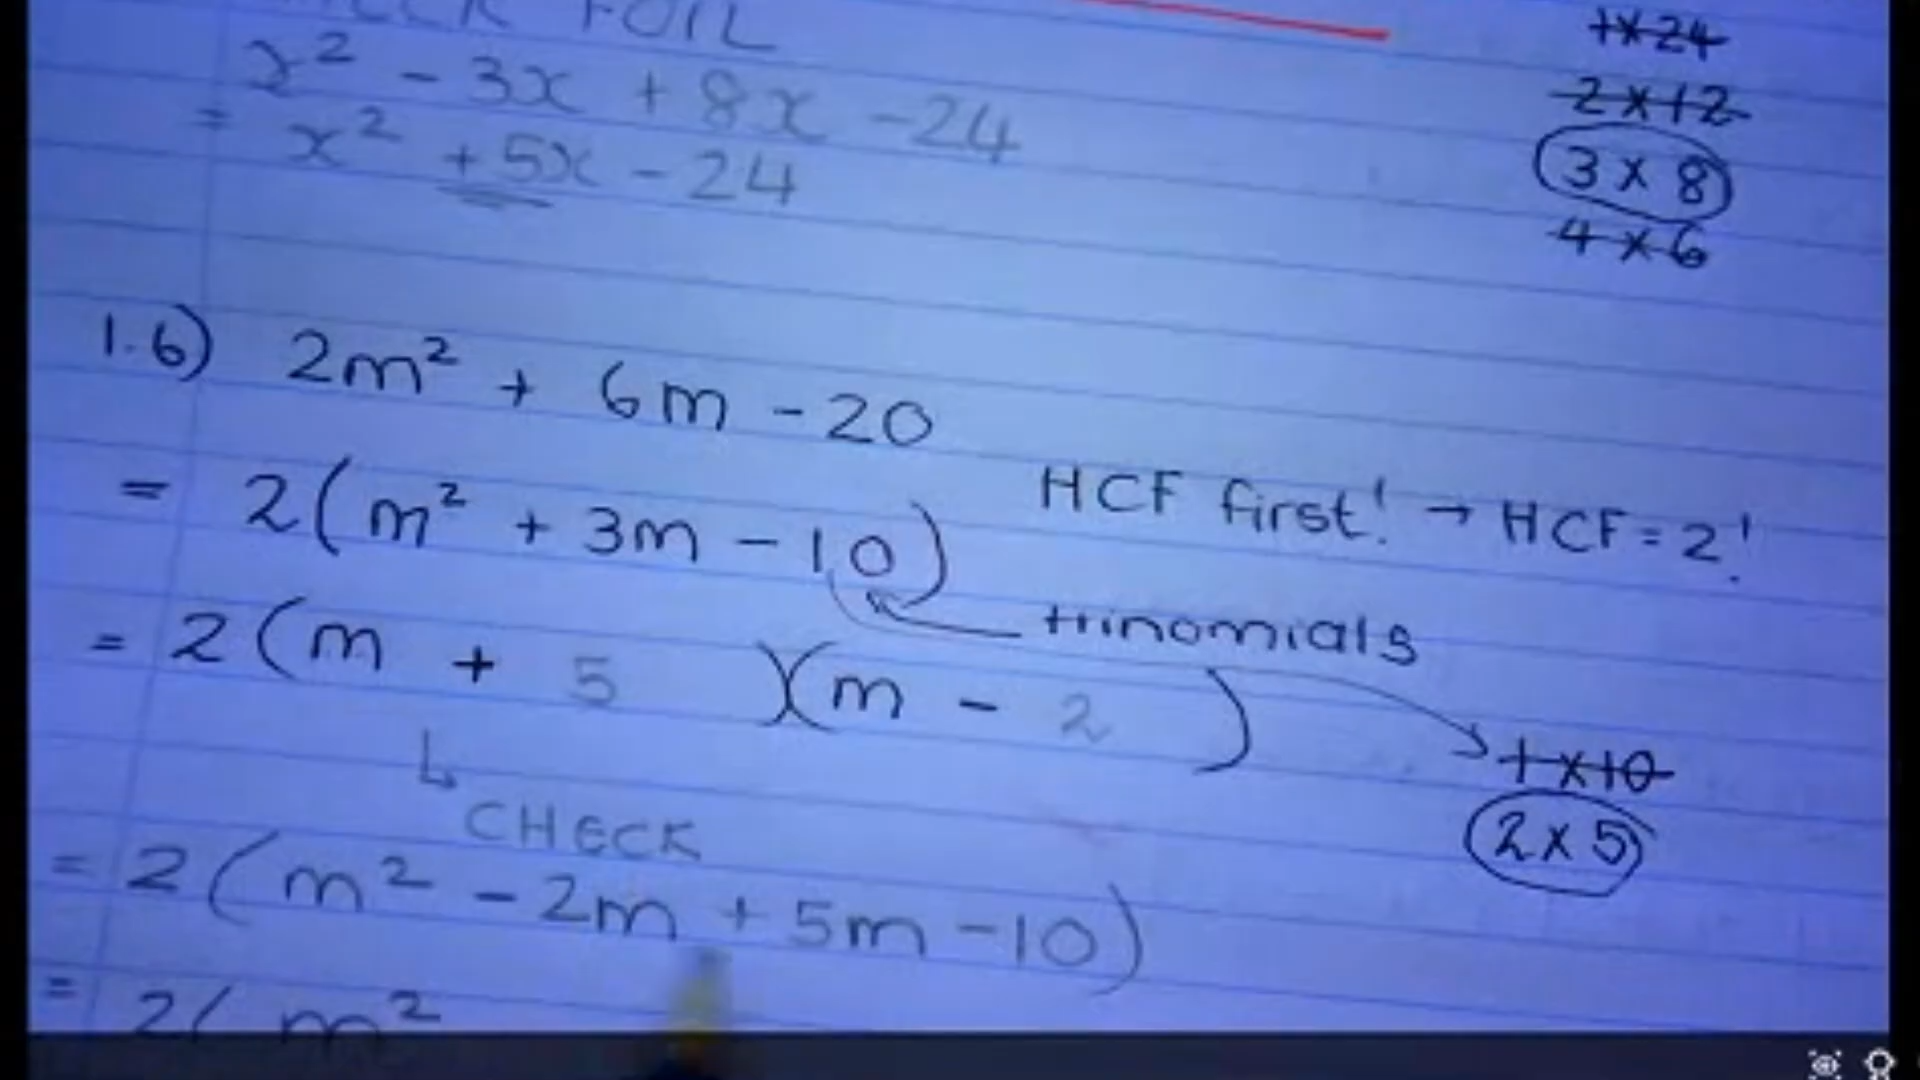 CHECK FOIL
x² - 3x + 8x - 24
= x² + 5x - 24
1 x 24
2 x 12
3 x 8
4 x 6
1.6) 2m² + 6m - 20
= 2(m² + 3m - 10) HCF first! → HCF = 2!
trinomials
= 2(m + 5)(m - 2)
1 x 10
2 x 5
↳ CHECK
= 2(m² - 2m + 5m - 10)
= 2(m²